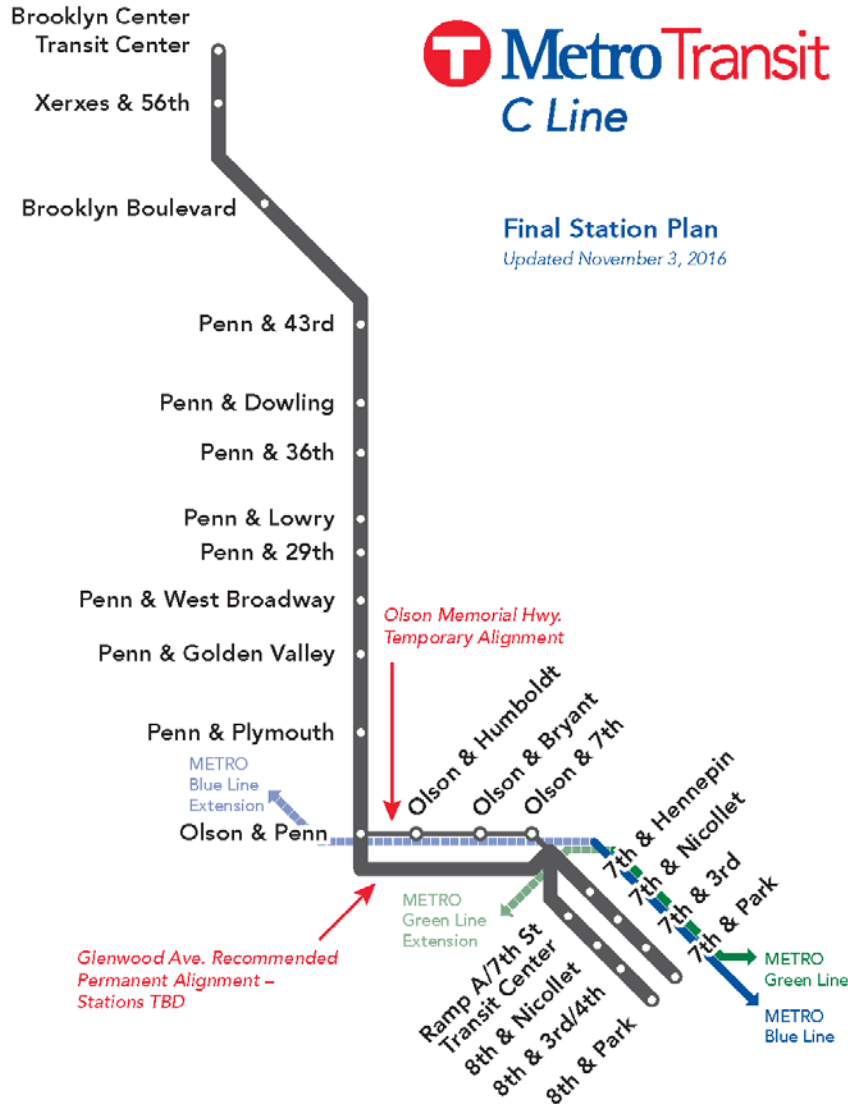 Brooklyn Center
Transit Center
T MetroTransit
C Line
Xerxes & 56th
Brooklyn Boulevard
Final Station Plan
Updated November 3, 2016
Penn & 43rd
Penn & Dowling
Penn & 36th
Penn & Lowry
Penn & 29th
Penn & West Broadway
Olson Memorial Hwy.
Temporary Alignment
Penn & Golden Valley
Penn & Plymouth
METRO
Blue Line
Extension
Olson & Penn
Olson & Humboldt
Olson & Bryant
Olson & 7th
7th & Hennepin
7th & Nicollet
7th & 3rd
7th & Park
METRO
Green Line
Extension
Glenwood Ave. Recommended
Permanent Alignment –
Stations TBD
Ramp A/7th St
Transit Center
8th & Nicollet
8th & 3rd/4th
8th & Park
METRO
Green Line
METRO
Blue Line